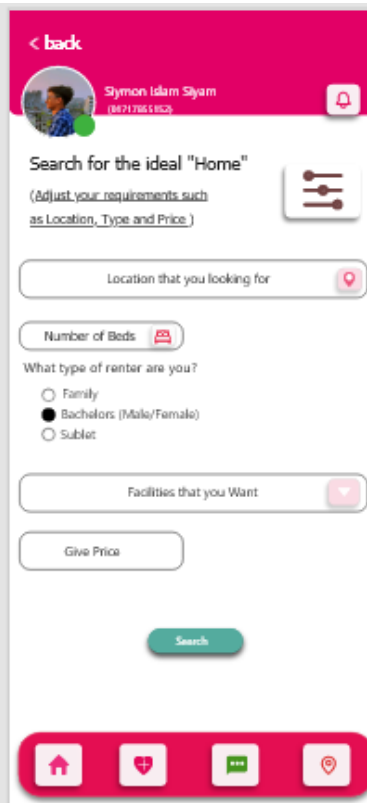 < back
Siymon Islam Siyam
Search for the ideal "Home"
(Adjust your requirements such
as Location, Type and Price )
Location that you looking for
Number of Beds
What type of renter are you?
Family
Bachelors (Male/Female)
Sublet
Facilities that you Want
Give Price
Search